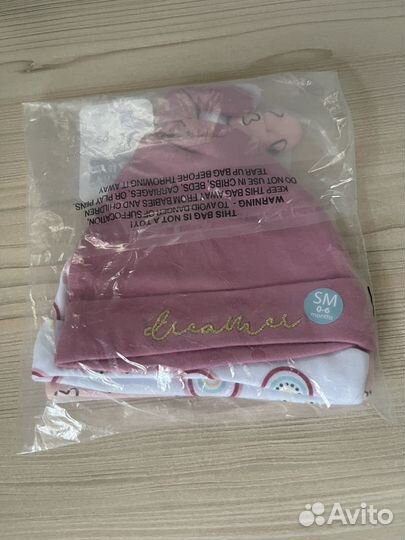 WARNING - TO AVOID DANGER OF SUFFOCATION,
KEEP THIS BAG AWAY FROM BABIES AND CHILDREN
DO NOT USE IN CRIBS, BEDS, CARRIAGES, OR PLAY PENS.
TEAR UP BAG BEFORE THROWING IT AWAY
THIS BAG IS NOT A TOY!
SM
0-6
months
dreamer
Avito